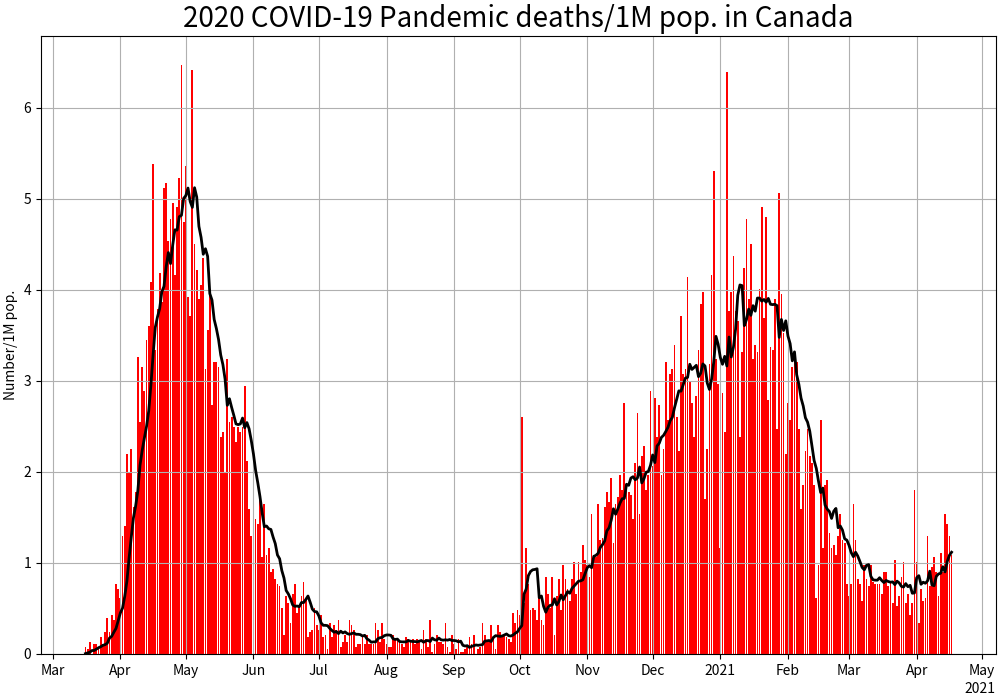 2020 COVID-19 Pandemic deaths/1M pop. in Canada
Number/1M pop.
6
5
4
3
2
1
0
Mar Apr May Jun Jul Aug Sep Oct Nov Dec 2021 Feb Mar Apr May
2021